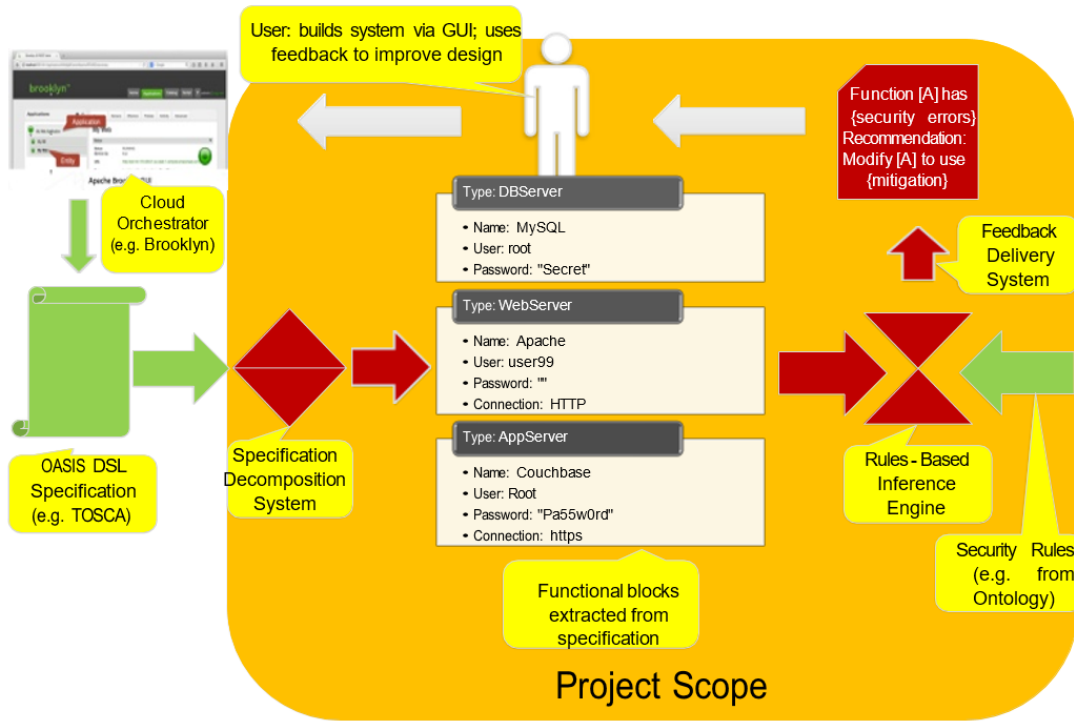 User: builds system via GUI; uses
feedback to improve design
brooklyn
Applications
Application
Entity
Apache Bro
UI
Cloud
Orchestrator
(e.g. Brooklyn)
Function [A] has
{security errors}
Recommendation:
Modify [A] to use
{mitigation}
Type: DBServer
• Name: MySQL
• User: root
• Password: "Secret"
Feedback
Delivery
System
Type: WebServer
• Name: Apache
• User: user99
• Password: ""
• Connection: HTTP
Type: AppServer
• Name: Couchbase
• User: Root
• Password: "Pa55w0rd"
• Connection: https
OASIS DSL
Specification
(e.g. TOSCA)
Specification
Decomposition
System
Rules-Based
Inference
Engine
Security Rules
(e.g. from
Ontology)
Functional blocks
extracted from
specification
Project Scope